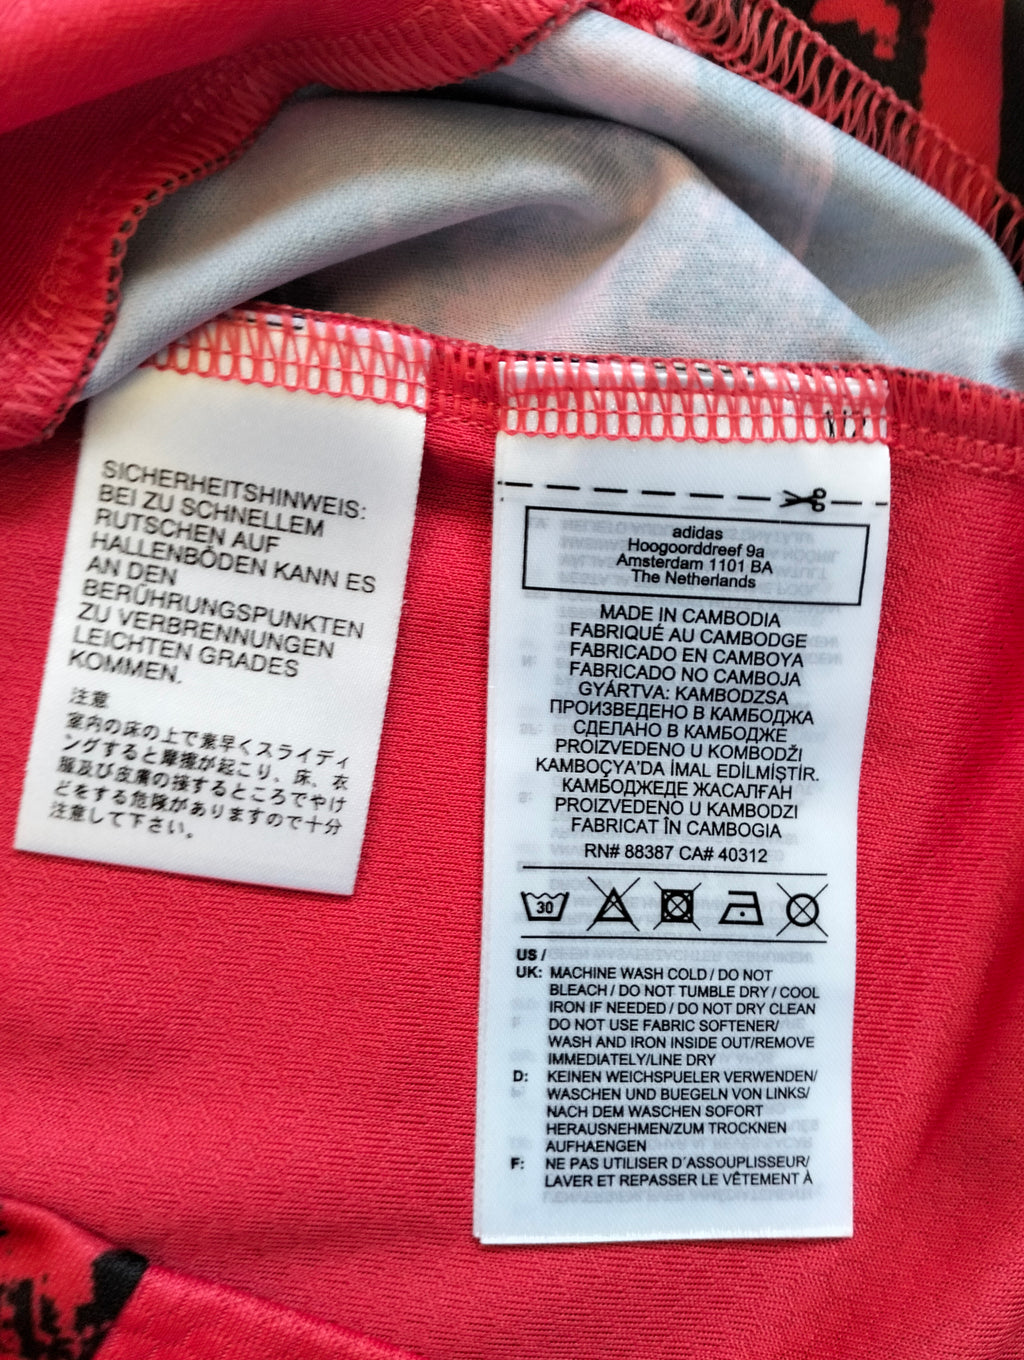 SICHERHEITSHINWEIS:
BEI ZU SCHNELLEM
RUTSCHEN AUF
HALLENBÖDEN KANN ES
AN DEN
BERÜHRUNGSPUNKTEN
ZU VERBRENNUNGEN
LEICHTEN GRADES
KOMMEN.
注意
室内の床の上で素早くスライディ
ングすると摩擦が起こり、床、衣
服及び皮膚の接するところでやけ
どをする危険がありますので十分
注意して下さい。
adidas
Hoogoorddreef 9a
Amsterdam 1101 BA
The Netherlands
MADE IN CAMBODIA
FABRIQUÉ AU CAMBODGE
FABRICADO EN CAMBOYA
FABRICADO NO CAMBOJA
GYÁRTVA: KAMBODZSA
ПРОИЗВЕДЕНО В КАМБОДЖА
СДЕЛАНО В КАМБОДЖЕ
PROIZVEDENO U KOMBODŽI
KAMBOÇYA'DA İMAL EDİLMİŞTİR.
КАМБОДЖЕДЕ ЖАСАЛҒАН
PROIZVEDENO U KAMBODZI
FABRICAT ÎN CAMBOGIA
RN# 88387 CA# 40312
30
US /
UK: MACHINE WASH COLD / DO NOT
BLEACH / DO NOT TUMBLE DRY / COOL
IRON IF NEEDED / DO NOT DRY CLEAN
DO NOT USE FABRIC SOFTENER/
WASH AND IRON INSIDE OUT/REMOVE
IMMEDIATELY/LINE DRY
D: KEINEN WEICHSPUELER VERWENDEN/
WASCHEN UND BUEGELN VON LINKS/
NACH DEM WASCHEN SOFORT
HERAUSNEHMEN/ZUM TROCKNEN
AUFHAENGEN
F: NE PAS UTILISER D'ASSOUPLISSEUR/
LAVER ET REPASSER LE VÊTEMENT À